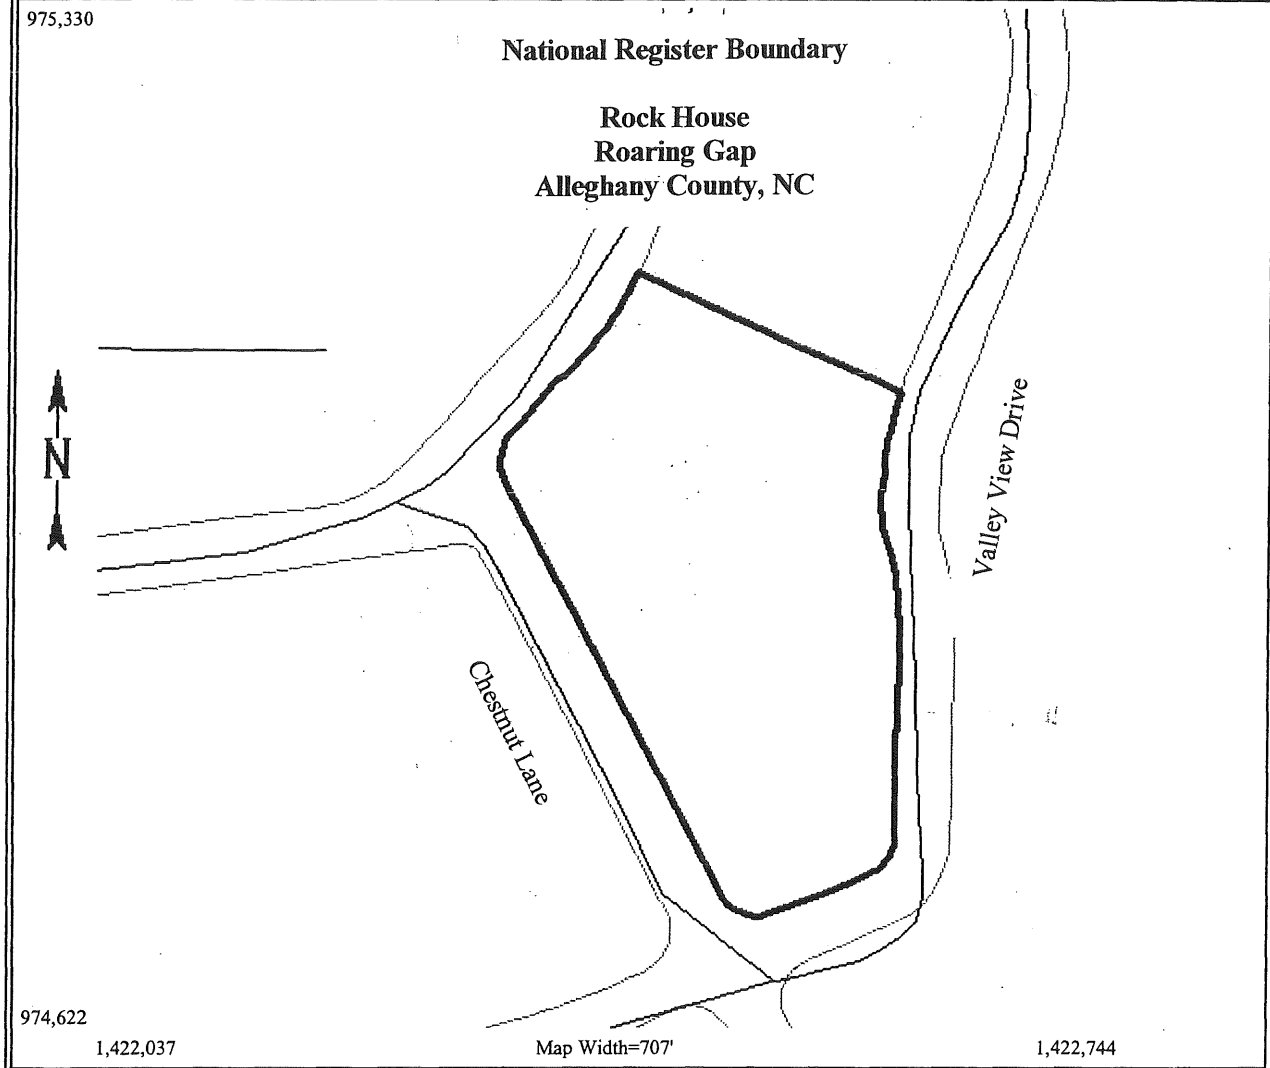 975,330
National Register Boundary
Rock House
Roaring Gap
Alleghany County, NC
N
Valley View Drive
Chestnut Lane
974,622
1,422,037
Map Width=707'
1,422,744